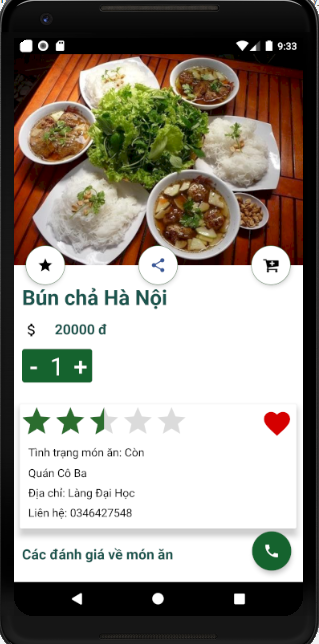 9:33
Bún chả Hà Nội
$ 20000 đ
- 1 +
Tình trạng món ăn: Còn
Quán Cô Ba
Địa chỉ: Làng Đại Học
Liên hệ: 0346427548
Các đánh giá về món ăn